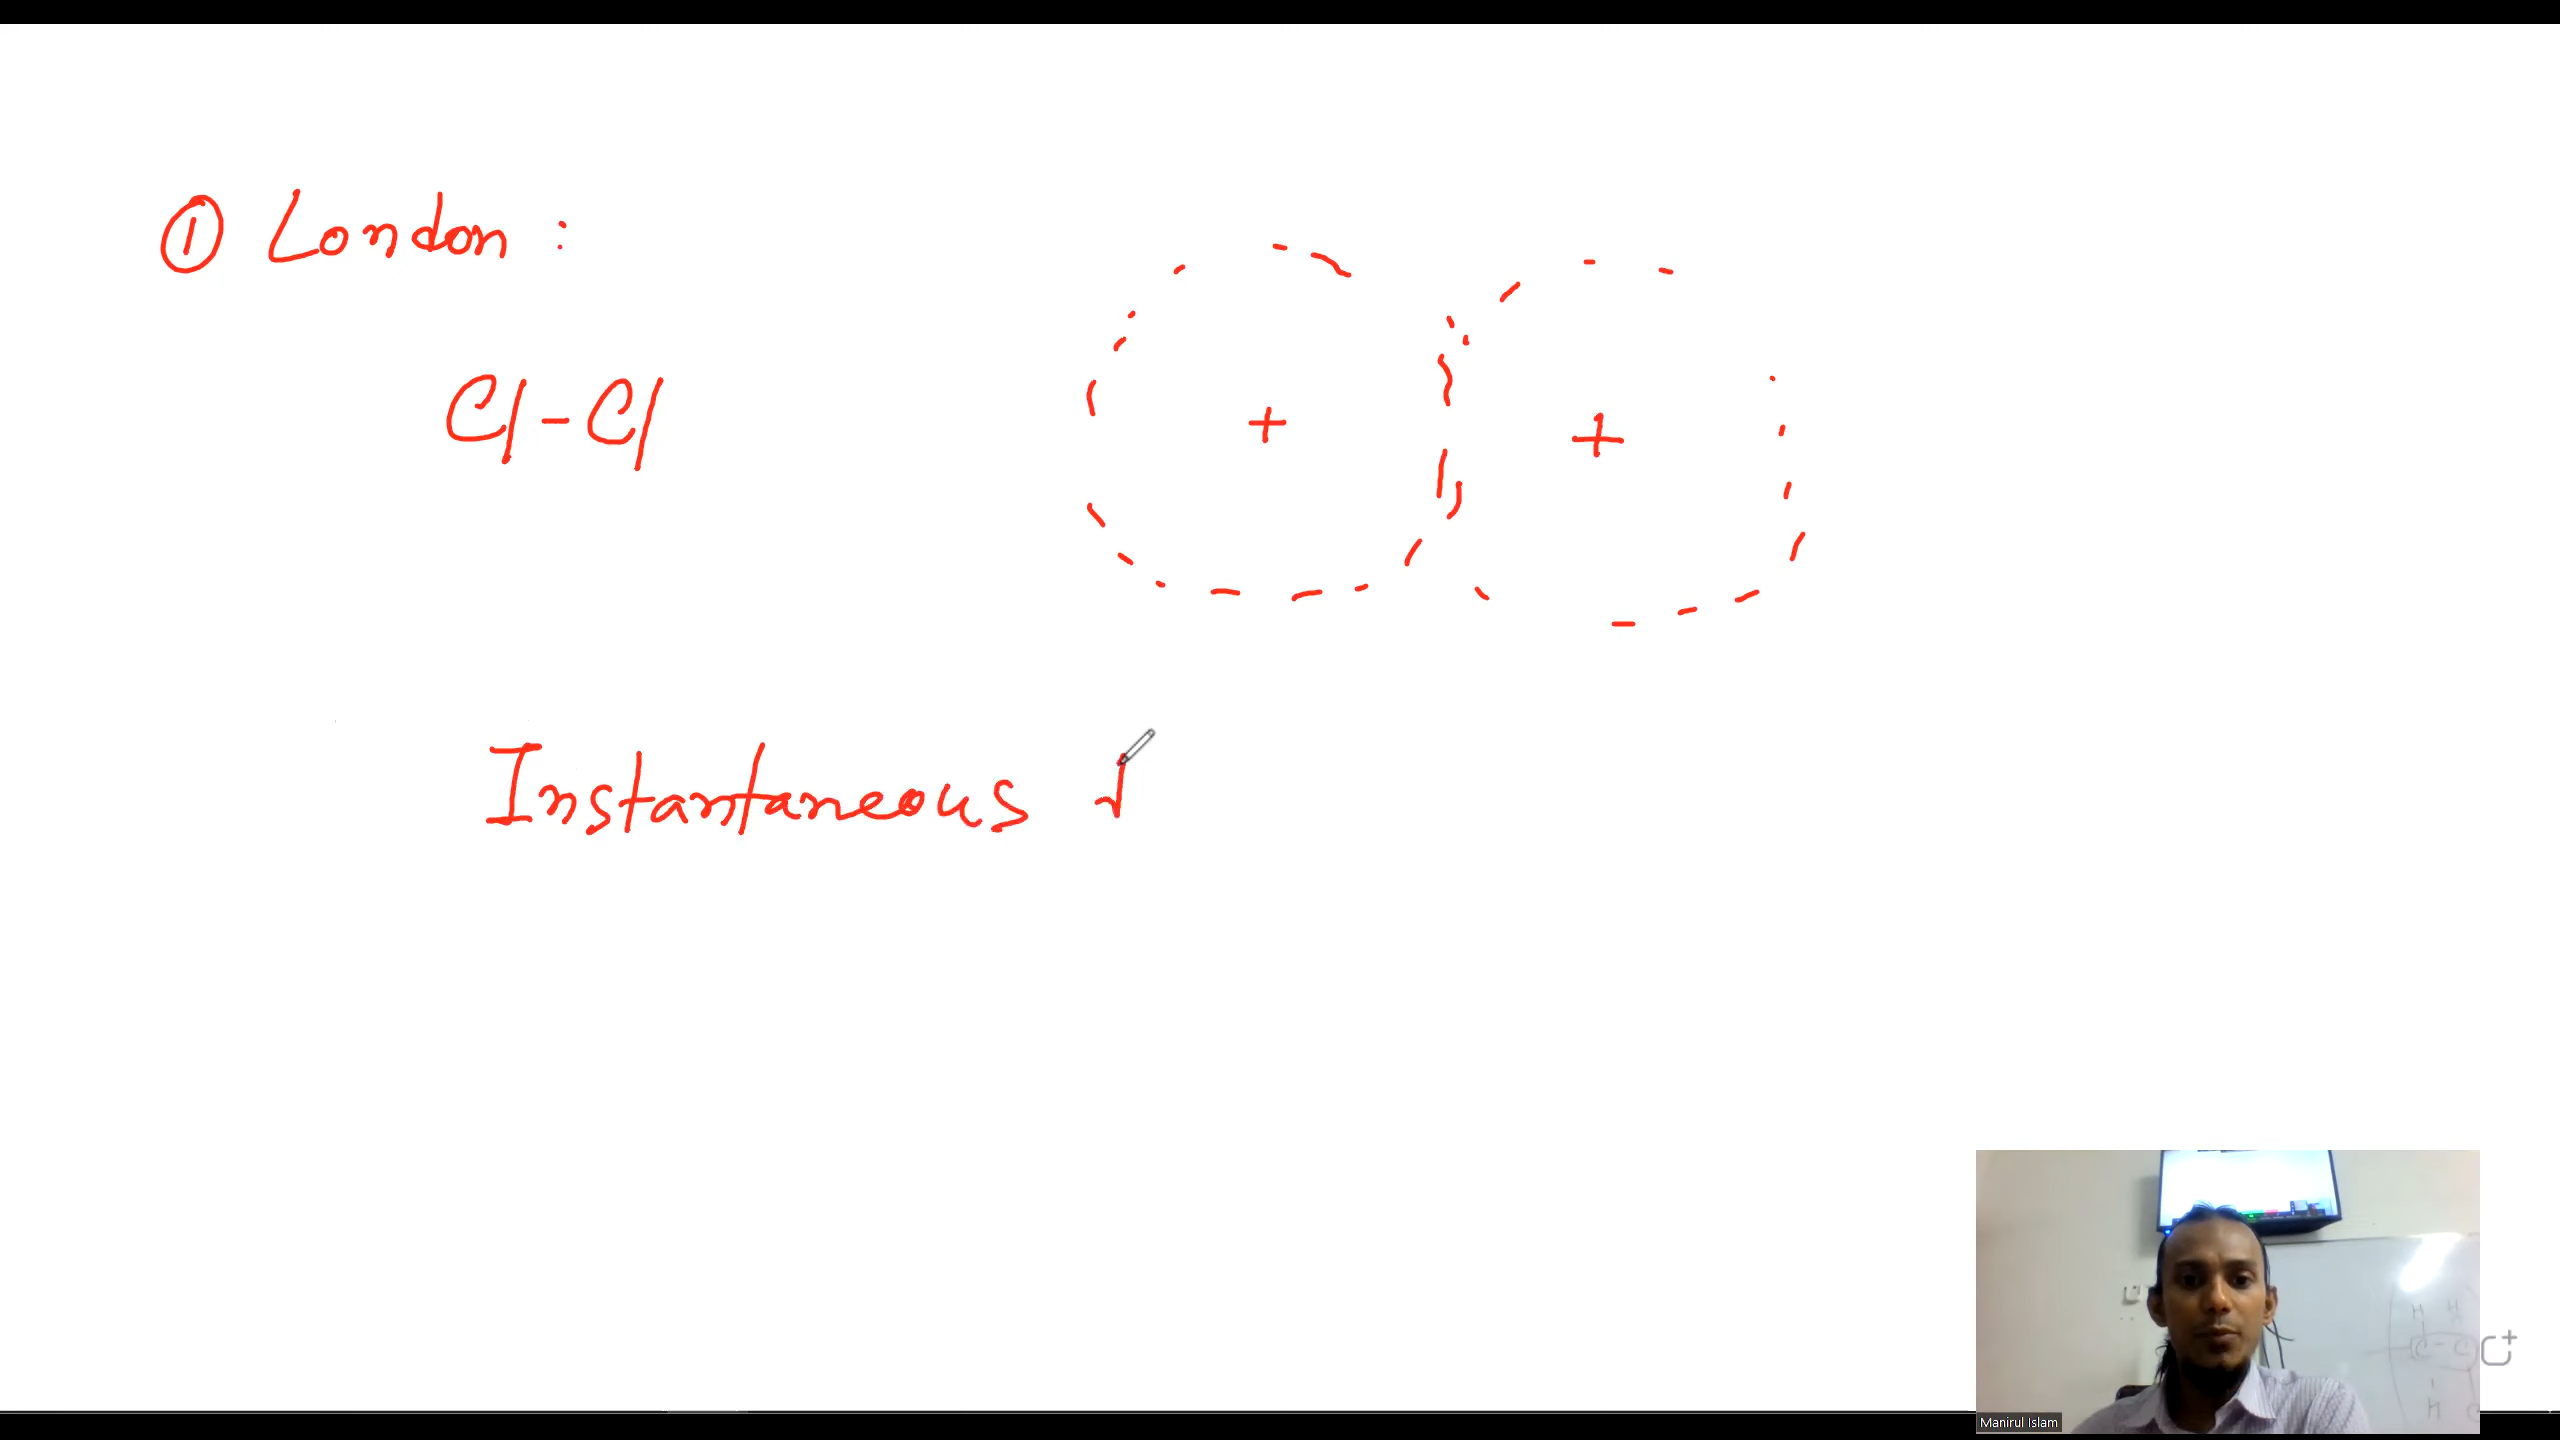 ① London :
Cl - Cl
+ +
Instantaneous
Manirul Islam
H H
C - C
H